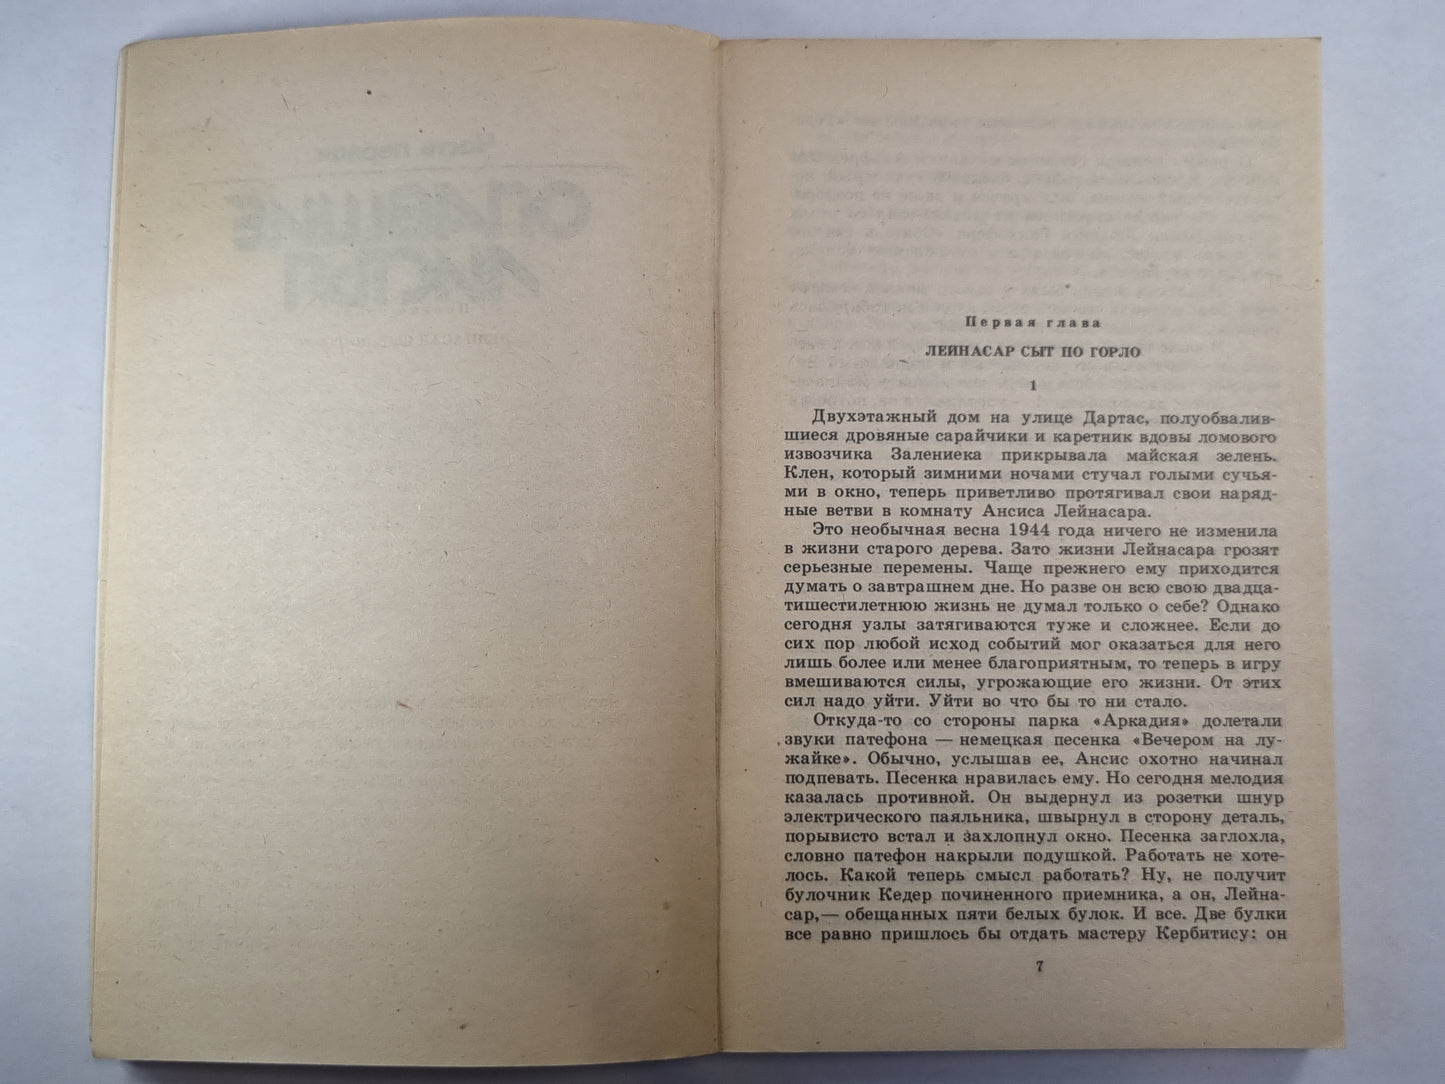 Первая глава
ЛЕЙНАСАР СЫТ ПО ГОРЛО
1
Двухэтажный дом на улице Дартас, полуобвалив-
шиеся дровяные сарайчики и каретник вдовы ломового
извозчика Залениека прикрывала майская зелень.
Клен, который зимними ночами стучал голыми сучья-
ми в окно, теперь приветливо протягивал свои наряд-
ные ветви в комнату Ансиса Лейнасара.
Это необычная весна 1944 года ничего не изменила
в жизни старого дерева. Зато жизни Лейнасара грозят
серьезные перемены. Чаще прежнего ему приходится
думать о завтрашнем дне. Но разве он всю свою двадца-
тишестилетнюю жизнь не думал только о себе? Однако
сегодня узлы затягиваются туже и сложнее. Если до
сих пор любой исход событий мог оказаться для него
лишь более или менее благоприятным, то теперь в игру
вмешиваются силы, угрожающие его жизни. От этих
сил надо уйти. Уйти во что бы то ни стало.
Откуда-то со стороны парка «Аркадия» долетали
звуки патефона — немецкая песенка «Вечером на лу-
жайке». Обычно, услышав ее, Ансис охотно начинал
подпевать. Песенка нравилась ему. Но сегодня мелодия
казалась противной. Он выдернул из розетки шнур
электрического паяльника, швырнул в сторону деталь,
порывисто встал и захлопнул окно. Песенка заглохла,
словно патефон накрыли подушкой. Работать не хоте-
лось. Какой теперь смысл работать? Ну, не получит
булочник Кедер починенного приемника, а он, Лейна-
сар,— обещанных пяти белых булок. И все. Две булки
все равно пришлось бы отдать мастеру Кербитису: он
7